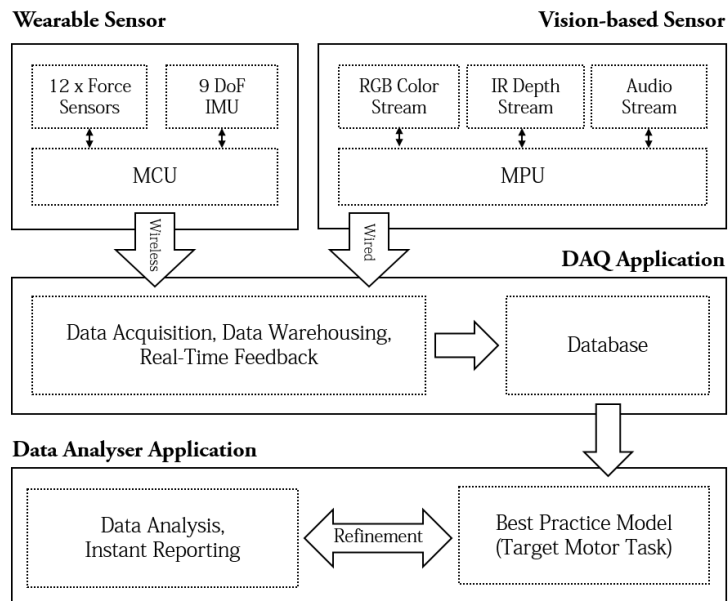 Wearable Sensor
Vision-based Sensor
12 x Force
Sensors
9 DoF
IMU
RGB Color
Stream
IR Depth
Stream
Audio
Stream
MCU
MPU
Wireless
Wired
DAQ Application
Data Acquisition, Data Warehousing,
Real-Time Feedback
Database
Data Analyser Application
Data Analysis,
Instant Reporting
Refinement
Best Practice Model
(Target Motor Task)